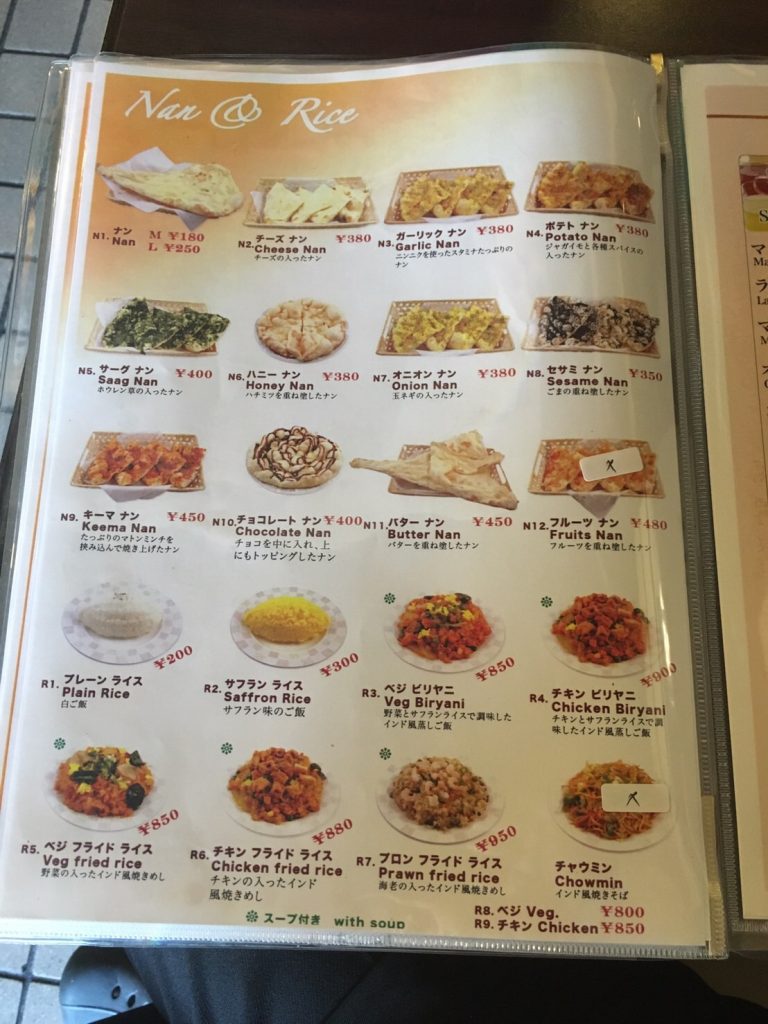 Nan & Rice
N1. ナン M ¥180
Nan L ¥250
N2. チーズ ナン ¥380
Cheese Nan
チーズの入ったナン
N3. ガーリック ナン ¥380
Garlic Nan
ニンニクを使ったスタミナたっぷりの
ナン
N4. ポテト ナン ¥380
Potato Nan
ジャガイモと各種スパイスの
入ったナン
N5. サーグ ナン ¥400
Saag Nan
ホウレン草の入ったナン
N6. ハニー ナン ¥380
Honey Nan
ハチミツを重ね塗したナン
N7. オニオン ナン ¥380
Onion Nan
玉ネギの入ったナン
N8. セサミ ナン ¥350
Sesame Nan
ごまの重ね塗したナン
N9. キーマ ナン ¥450
Keema Nan
たっぷりのマトンミンチを
挟み込んで焼き上げたナン
N10. チョコレート ナン ¥400
Chocolate Nan
チョコを中に入れ、上
にもトッピングしたナン
N11. バター ナン ¥450
Butter Nan
バターを重ね塗したナン
N12. フルーツ ナン ¥480
Fruits Nan
フルーツを重ね塗したナン
¥200
R1. プレーン ライス
Plain Rice
白ご飯
¥300
R2. サフラン ライス
Saffron Rice
サフラン味のご飯
¥850
R3. ベジ ビリヤニ
Veg Biryani
野菜とサフランライスで調味した
インド風蒸しご飯
¥900
R4. チキン ビリヤニ
Chicken Biryani
チキンとサフランライスで調
味したインド風蒸しご飯
¥850
R5. ベジ フライド ライス
Veg fried rice
野菜の入ったインド風焼きめし
¥880
R6. チキン フライド ライス
Chicken fried rice
チキンの入ったインド
風焼きめし
¥950
R7. プロン フライド ライス
Prawn fried rice
海老の入ったインド風焼きめし
チャウミン
Chowmin
インド風焼きそば
R8. ベジ Veg. ¥800
R9. チキン Chicken ¥850
スープ付き with soup